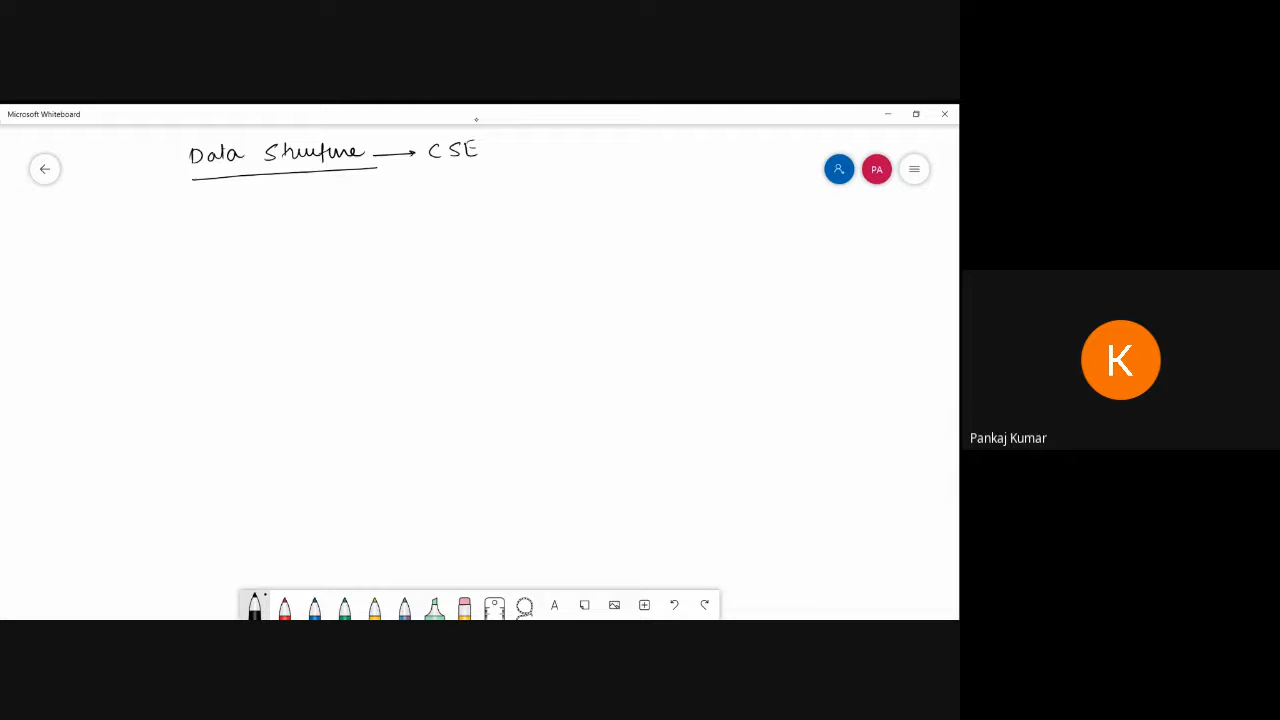 Microsoft Whiteboard
Data Structure → CSE
PA
K
Pankaj Kumar
A